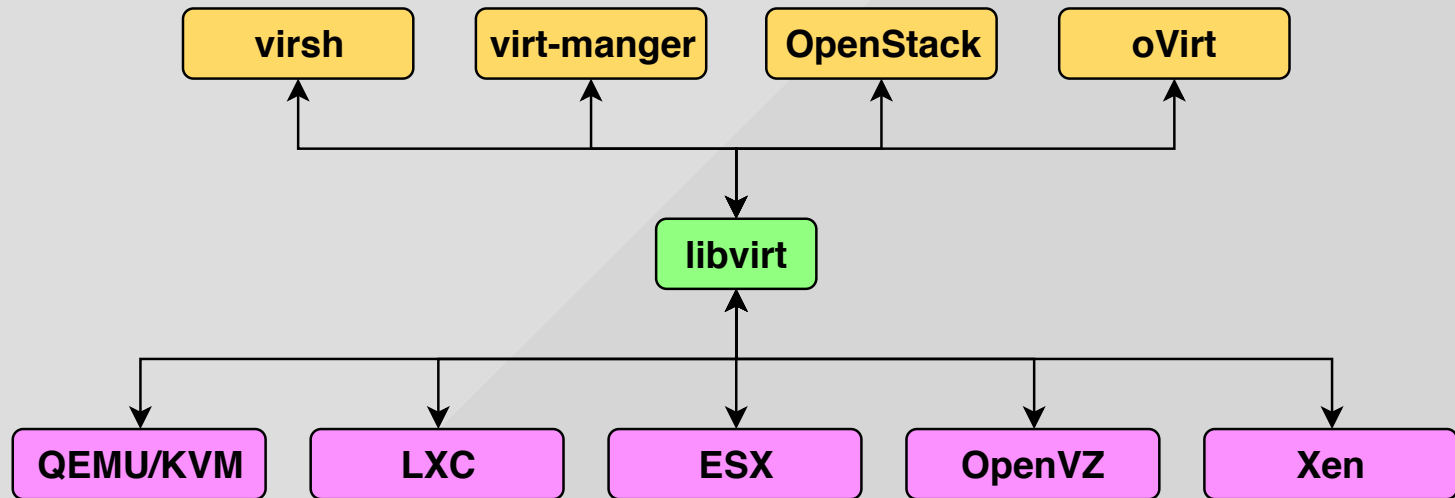 virsh
virt-manger
OpenStack
oVirt
libvirt
QEMU/KVM
LXC
ESX
OpenVZ
Xen